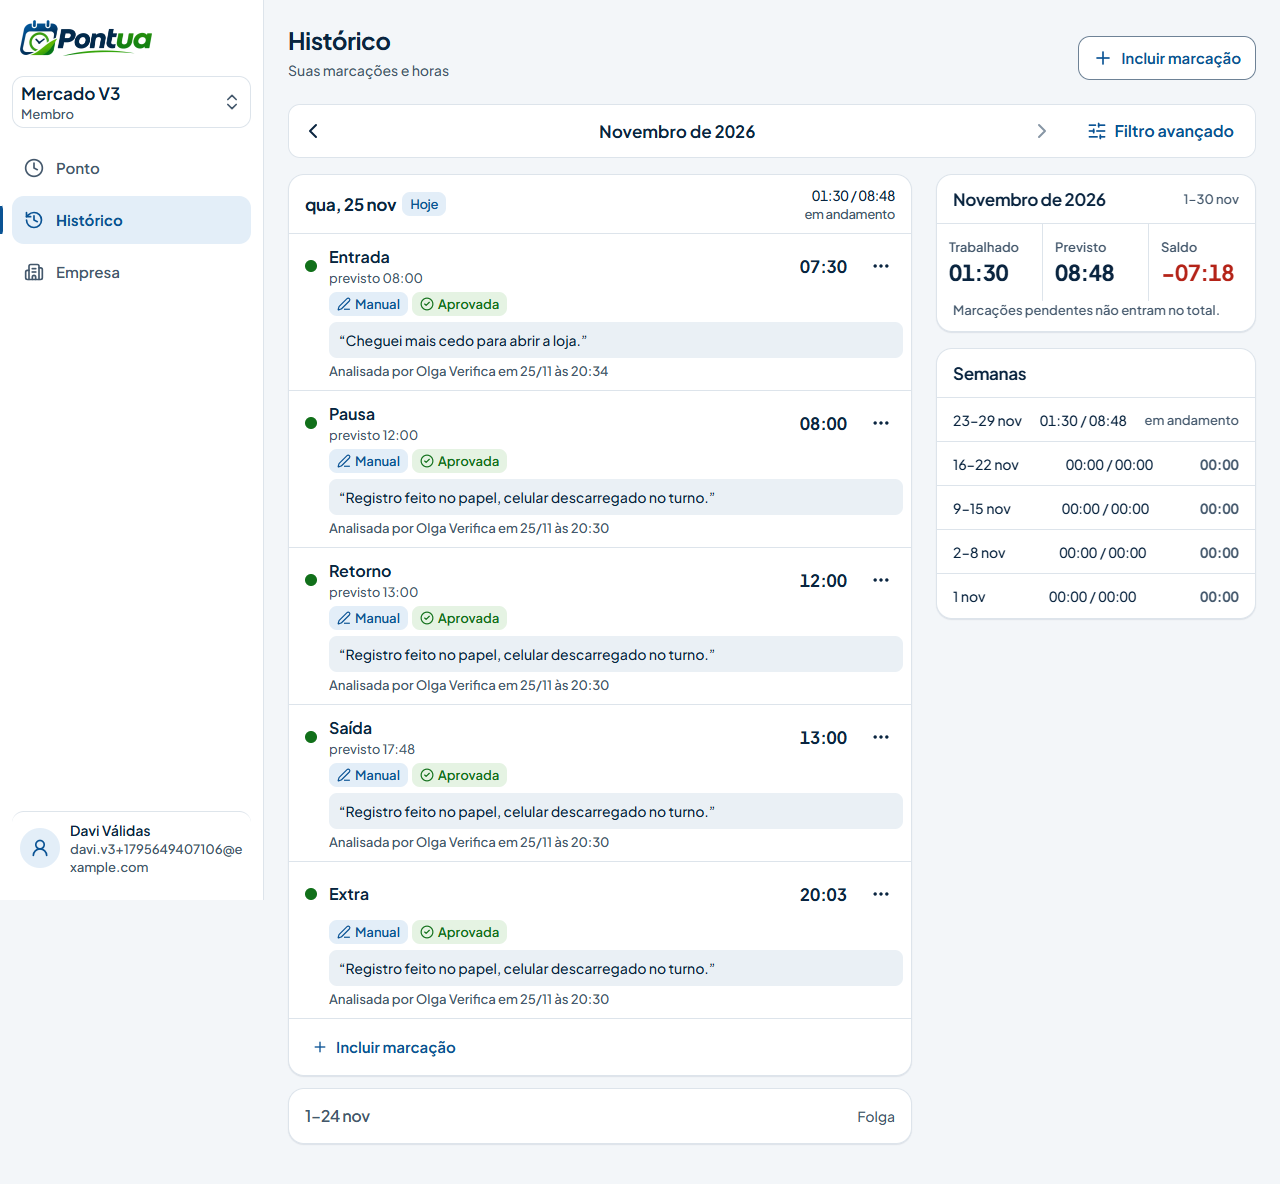 Pontua
Mercado V3
Membro
Ponto
Histórico
Empresa
Davi Válidas
davi.v3+1795649407106@e
xample.com
Histórico
Suas marcações e horas
Incluir marcação
Novembro de 2026
Filtro avançado
qua, 25 nov Hoje
01:30 / 08:48
em andamento
Entrada
previsto 08:00
07:30
Manual Aprovada
“Cheguei mais cedo para abrir a loja.”
Analisada por Olga Verifica em 25/11 às 20:34
Pausa
previsto 12:00
08:00
Manual Aprovada
“Registro feito no papel, celular descarregado no turno.”
Analisada por Olga Verifica em 25/11 às 20:30
Retorno
previsto 13:00
12:00
Manual Aprovada
“Registro feito no papel, celular descarregado no turno.”
Analisada por Olga Verifica em 25/11 às 20:30
Saída
previsto 17:48
13:00
Manual Aprovada
“Registro feito no papel, celular descarregado no turno.”
Analisada por Olga Verifica em 25/11 às 20:30
Extra
20:03
Manual Aprovada
“Registro feito no papel, celular descarregado no turno.”
Analisada por Olga Verifica em 25/11 às 20:30
Incluir marcação
1–24 nov Folga
Novembro de 2026 1–30 nov
Trabalhado Previsto Saldo
01:30 08:48 −07:18
Marcações pendentes não entram no total.
Semanas
23–29 nov 01:30 / 08:48 em andamento
16–22 nov 00:00 / 00:00 00:00
9–15 nov 00:00 / 00:00 00:00
2–8 nov 00:00 / 00:00 00:00
1 nov 00:00 / 00:00 00:00